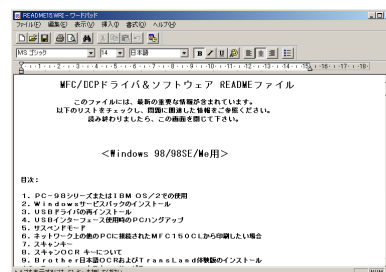 README15.WRI - ワードパッド
ファイル(F) 編集(E) 表示(V) 挿入(I) 書式(O) ヘルプ(H)
MS ゴシック 14 日本語 B Z U
MFC/DCPドライバ＆ソフトウェア READMEファイル
このファイルには、最新の重要な情報が含まれています。
以下のリストをチェックし、問題に関連した情報をご参照ください。
読み終わりましたら、この画面を閉じて下さい。
＜Windows 98/98SE/Me用＞
目次：
1．PC-98シリーズまたはIBM OS／2での使用
2．Windowsサービスパックのインストール
3．USBドライバの再インストール
4．USBインターフェース使用時のPCハングアップ
5．サスペンドモード
6．ネットワーク上の他のPCに接続されたMFC150CLから印刷したい場合
7．スキャンキー
8．スキャンOCR キーについて
9．Brother日本語OCRおよびTransLand体験版のインストール
NUM